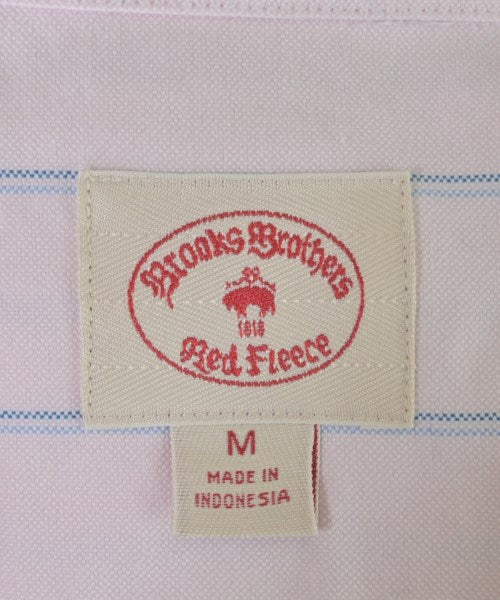 Brooks Brothers
1818
Red Fleece
M
MADE IN
INDONESIA